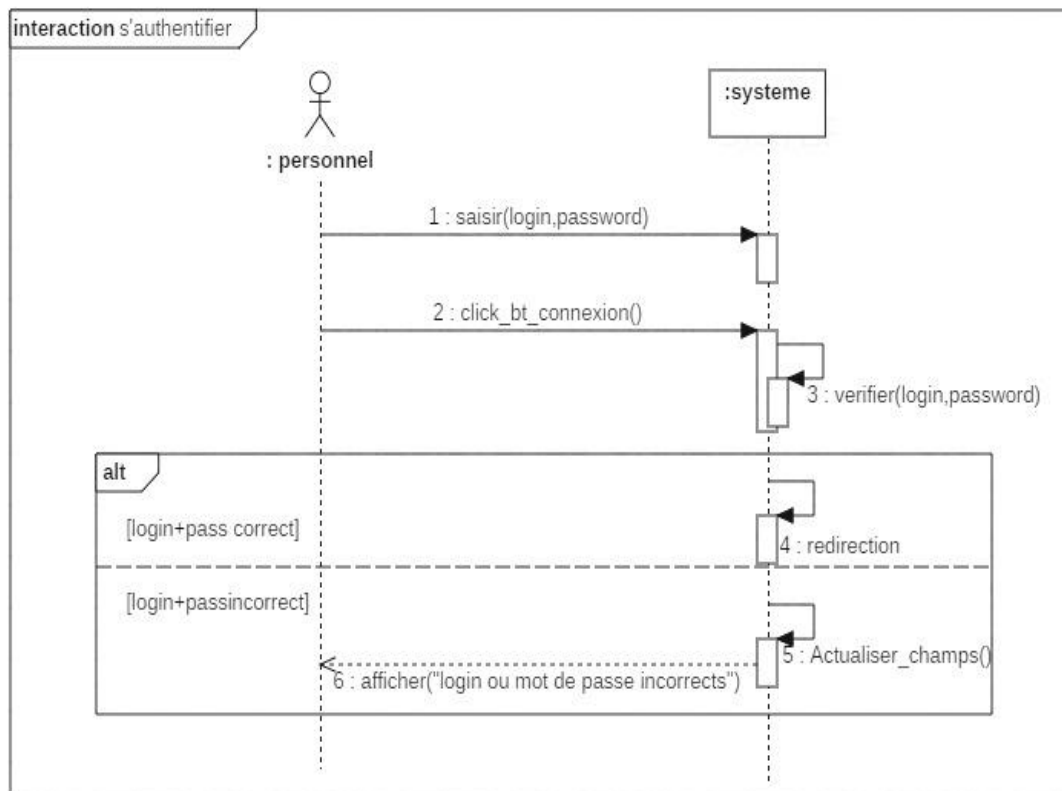 interaction s'authentifier
:systeme
: personnel
1 : saisir(login,password)
2 : click_bt_connexion()
3 : verifier(login,password)
alt
[login+pass correct]
4 : redirection
[login+passincorrect]
5 : Actualiser_champs()
6 : afficher("login ou mot de passe incorrects")